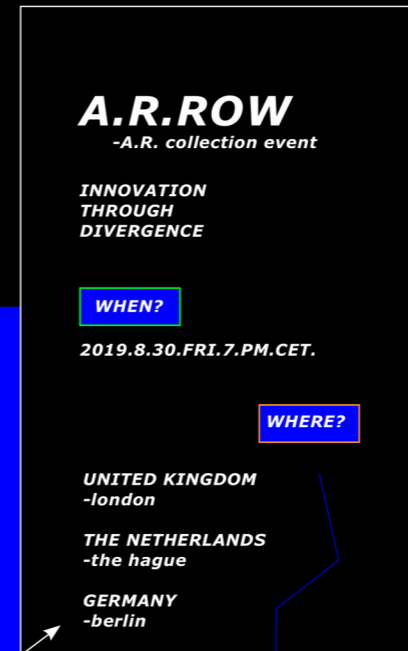 A.R.ROW
-A.R. collection event
INNOVATION
THROUGH
DIVERGENCE
WHEN?
2019.8.30.FRI.7.PM.CET.
WHERE?
UNITED KINGDOM
-london
THE NETHERLANDS
-the hague
GERMANY
-berlin